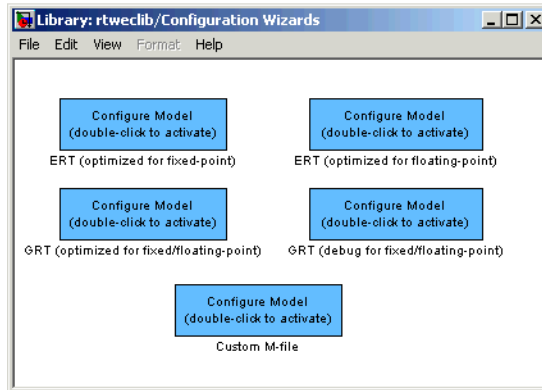 Library: rtweclib/Configuration Wizards
File Edit View Format Help
Configure Model
(double-click to activate)
ERT (optimized for fixed-point)
Configure Model
(double-click to activate)
ERT (optimized for floating-point)
Configure Model
(double-click to activate)
GRT (optimized for fixed/floating-point)
Configure Model
(double-click to activate)
GRT (debug for fixed/floating-point)
Configure Model
(double-click to activate)
Custom M-file